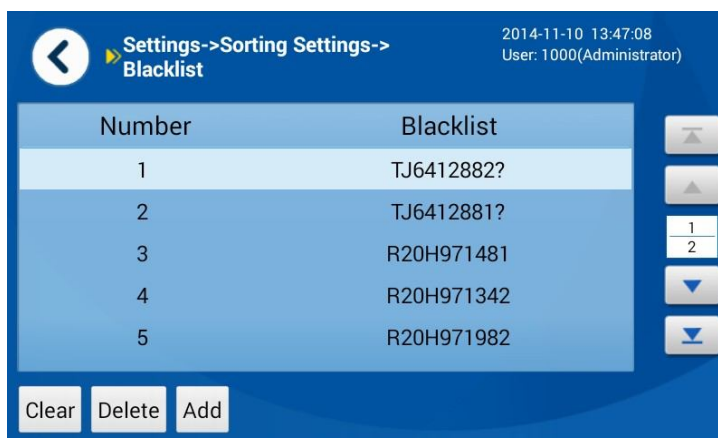 Settings->Sorting Settings->
Blacklist
2014-11-10 13:47:08
User: 1000(Administrator)
Number Blacklist
1 TJ6412882?
2 TJ6412881?
3 R20H971481
4 R20H971342
5 R20H971982
1
2
Clear Delete Add